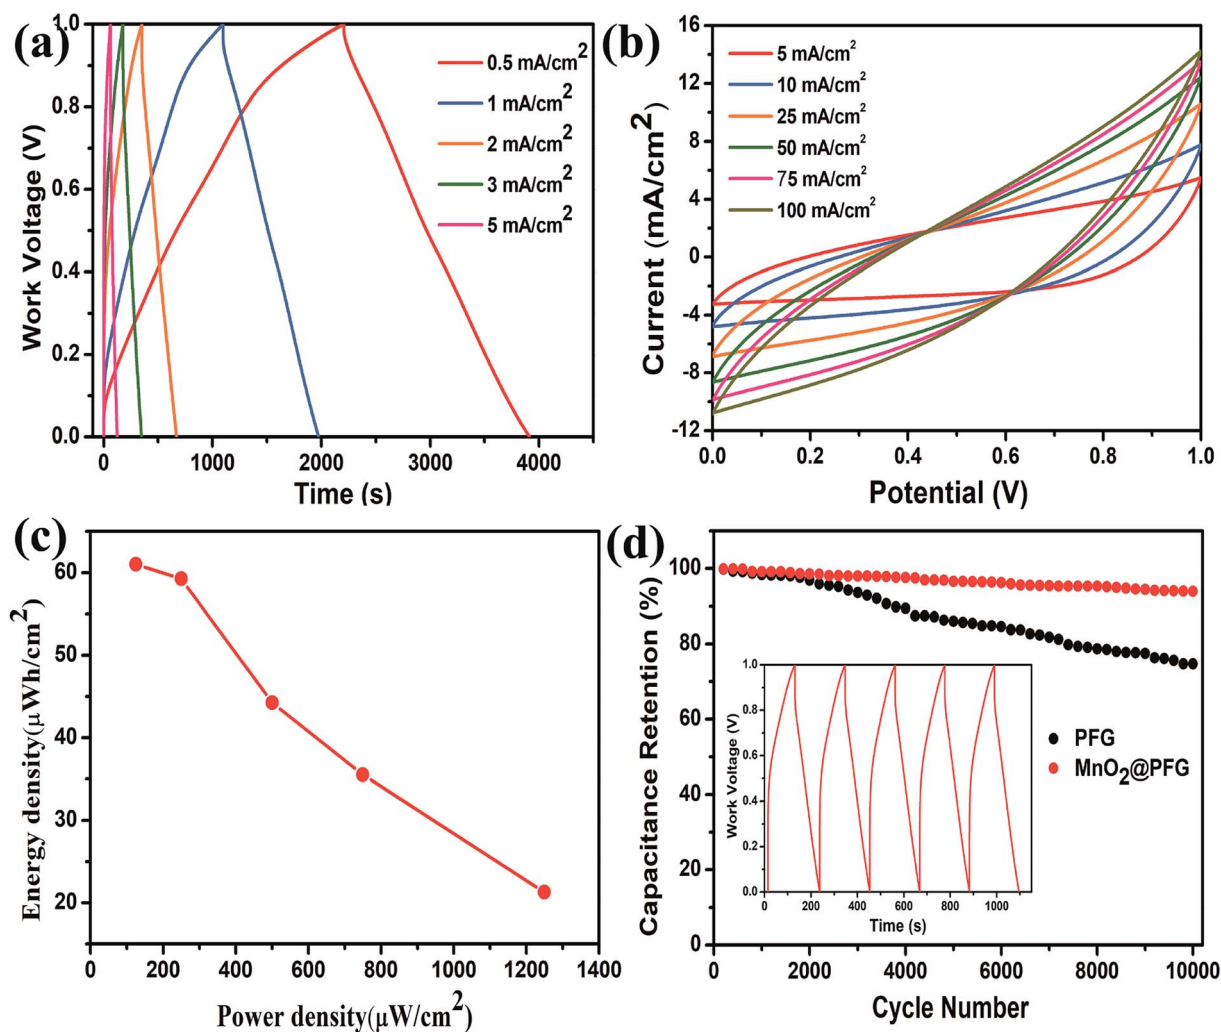 (a)
Work Voltage (V)
1.0
0.8
0.6
0.4
0.2
0.0
0.5 mA/cm²
1 mA/cm²
2 mA/cm²
3 mA/cm²
5 mA/cm²
0 1000 2000 3000 4000
Time (s)
(b)
Current (mA/cm²)
16
12
8
4
0
-4
-8
-12
5 mA/cm²
10 mA/cm²
25 mA/cm²
50 mA/cm²
75 mA/cm²
100 mA/cm²
0.0 0.2 0.4 0.6 0.8 1.0
Potential (V)
(c)
Energy density(μWh/cm²)
60
50
40
30
20
0 200 400 600 800 1000 1200 1400
Power density(μW/cm²)
(d)
Capacitance Retention (%)
100
80
60
40
20
0
PFG
MnO₂@PFG
Work Voltage (V)
1.0
0.8
0.6
0.4
0.2
0.0
0 200 400 600 800 1000
Time (s)
0 2000 4000 6000 8000 10000
Cycle Number